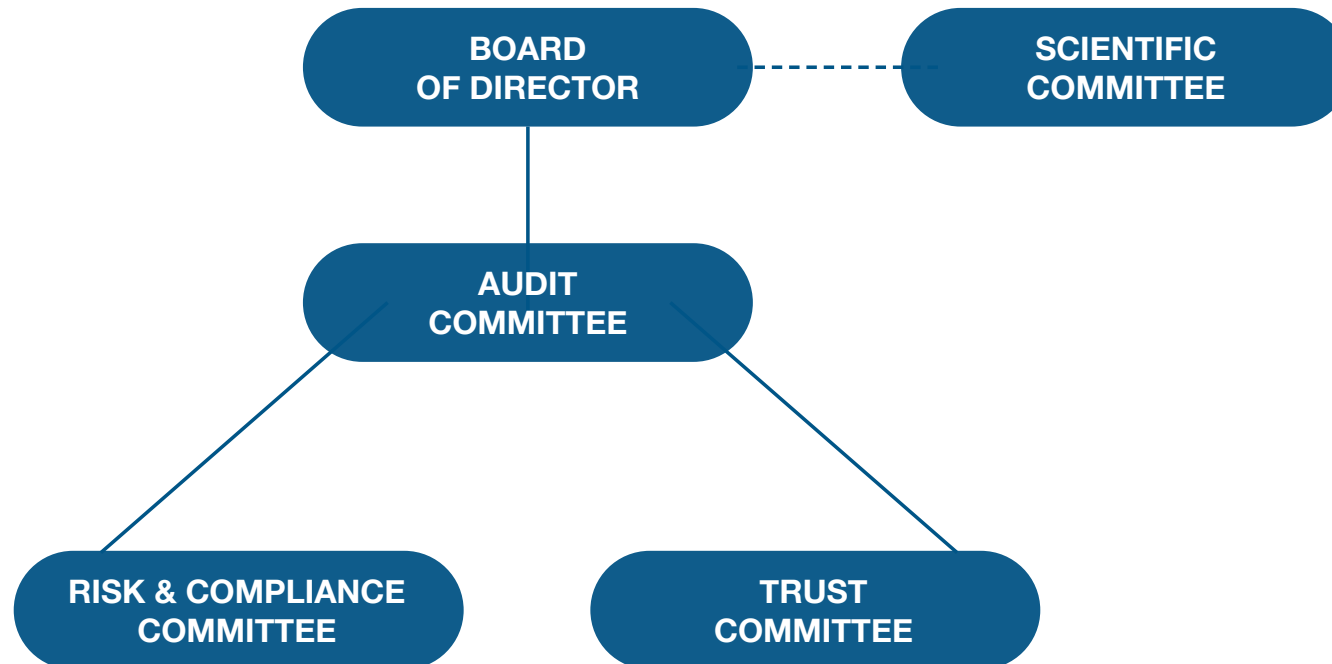 BOARD
OF DIRECTOR
SCIENTIFIC
COMMITTEE
AUDIT
COMMITTEE
RISK & COMPLIANCE
COMMITTEE
TRUST
COMMITTEE